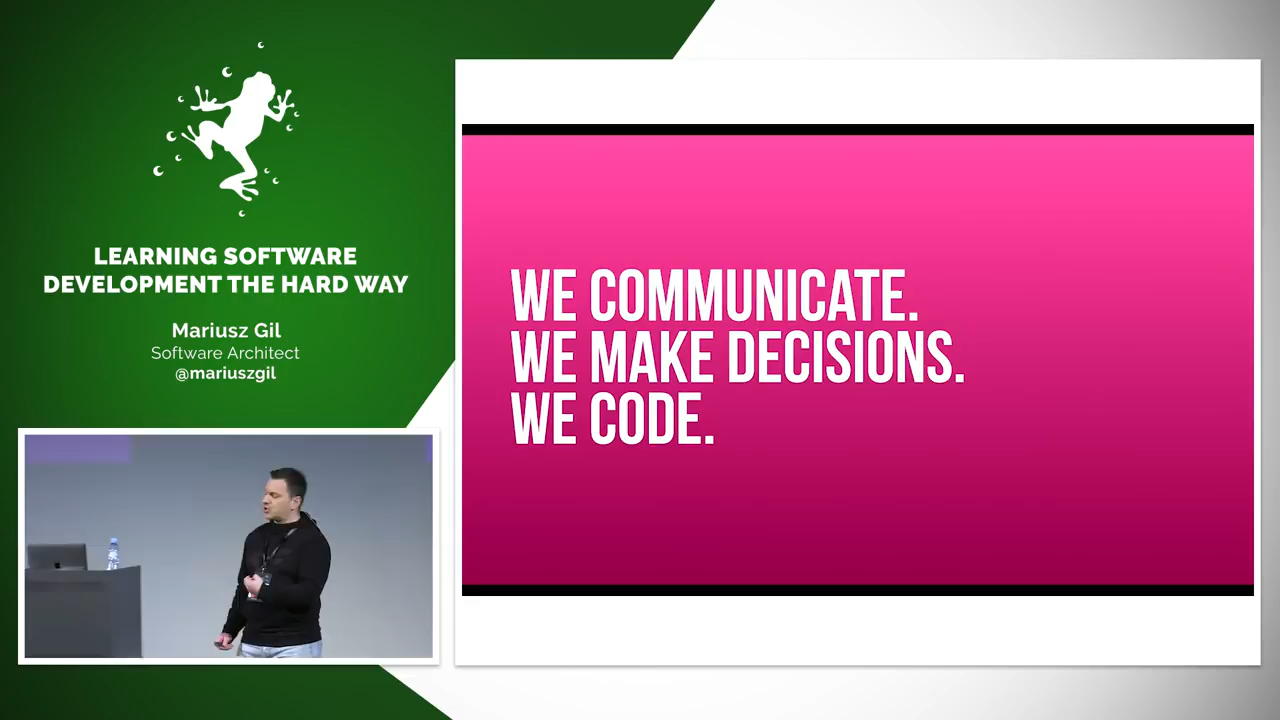 LEARNING SOFTWARE
DEVELOPMENT THE HARD WAY
Mariusz Gil
Software Architect
@mariuszgil
WE COMMUNICATE.
WE MAKE DECISIONS.
WE CODE.